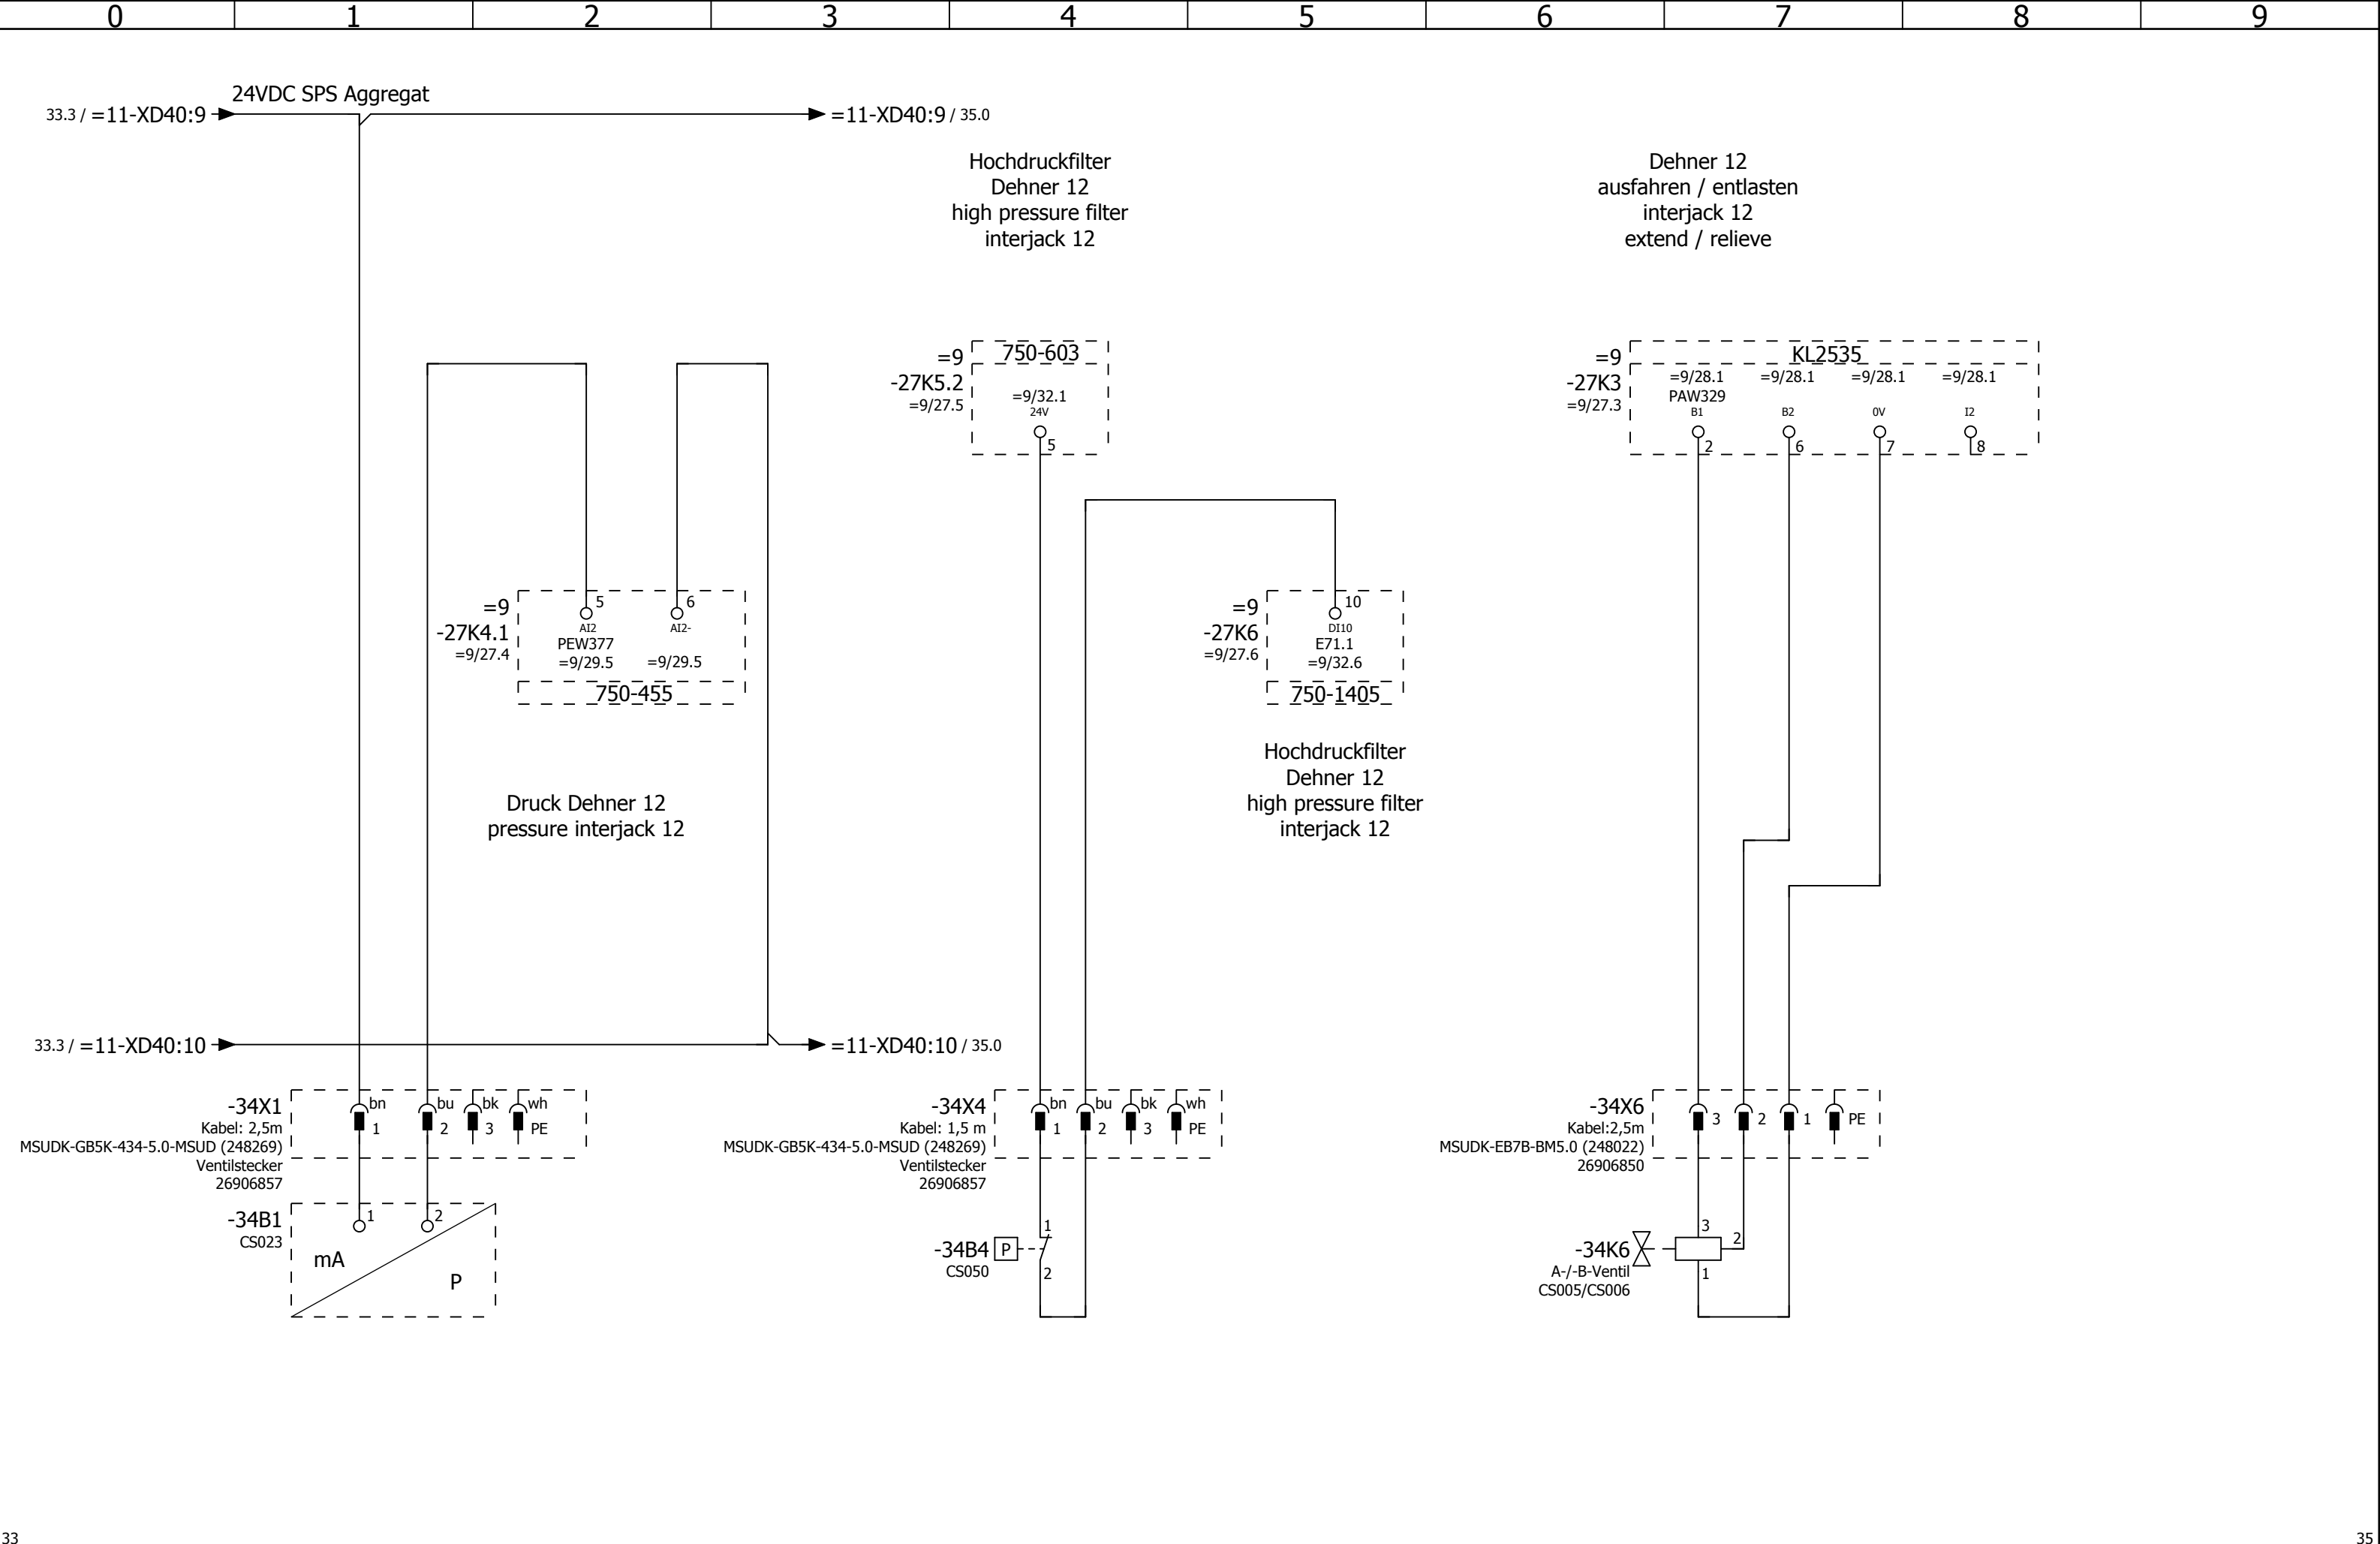 0 1 2 3 4 5 6 7 8 9
24VDC SPS Aggregat
33.3 / =11-XD40:9
=11-XD40:9 / 35.0
Hochdruckfilter
Dehner 12
high pressure filter
interjack 12
Dehner 12
ausfahren / entlasten
interjack 12
extend / relieve
=9
-27K5.2
=9/27.5
750-603
=9/32.1
24V
5
=9
-27K3
=9/27.3
KL2535
=9/28.1 =9/28.1 =9/28.1 =9/28.1
PAW329
B1 B2 0V I2
2 6 7 8
=9
-27K4.1
=9/27.4
5 6
AI2 AI2-
PEW377
=9/29.5 =9/29.5
750-455
=9
-27K6
=9/27.6
10
DI10
E71.1
=9/32.6
750-1405
Druck Dehner 12
pressure interjack 12
Hochdruckfilter
Dehner 12
high pressure filter
interjack 12
33.3 / =11-XD40:10
=11-XD40:10 / 35.0
-34X1
Kabel: 2,5m
MSUDK-GB5K-434-5.0-MSUD (248269)
Ventilstecker
26906857
bn bu bk wh
1 2 3 PE
-34B1
CS023
1 2
mA
P
-34X4
Kabel: 1,5 m
MSUDK-GB5K-434-5.0-MSUD (248269)
Ventilstecker
26906857
bn bu bk wh
1 2 3 PE
-34B4
CS050
P
1
2
-34X6
Kabel:2,5m
MSUDK-EB7B-BM5.0 (248022)
26906850
3 2 1 PE
-34K6
A-/-B-Ventil
CS005/CS006
3
2
1
33
35